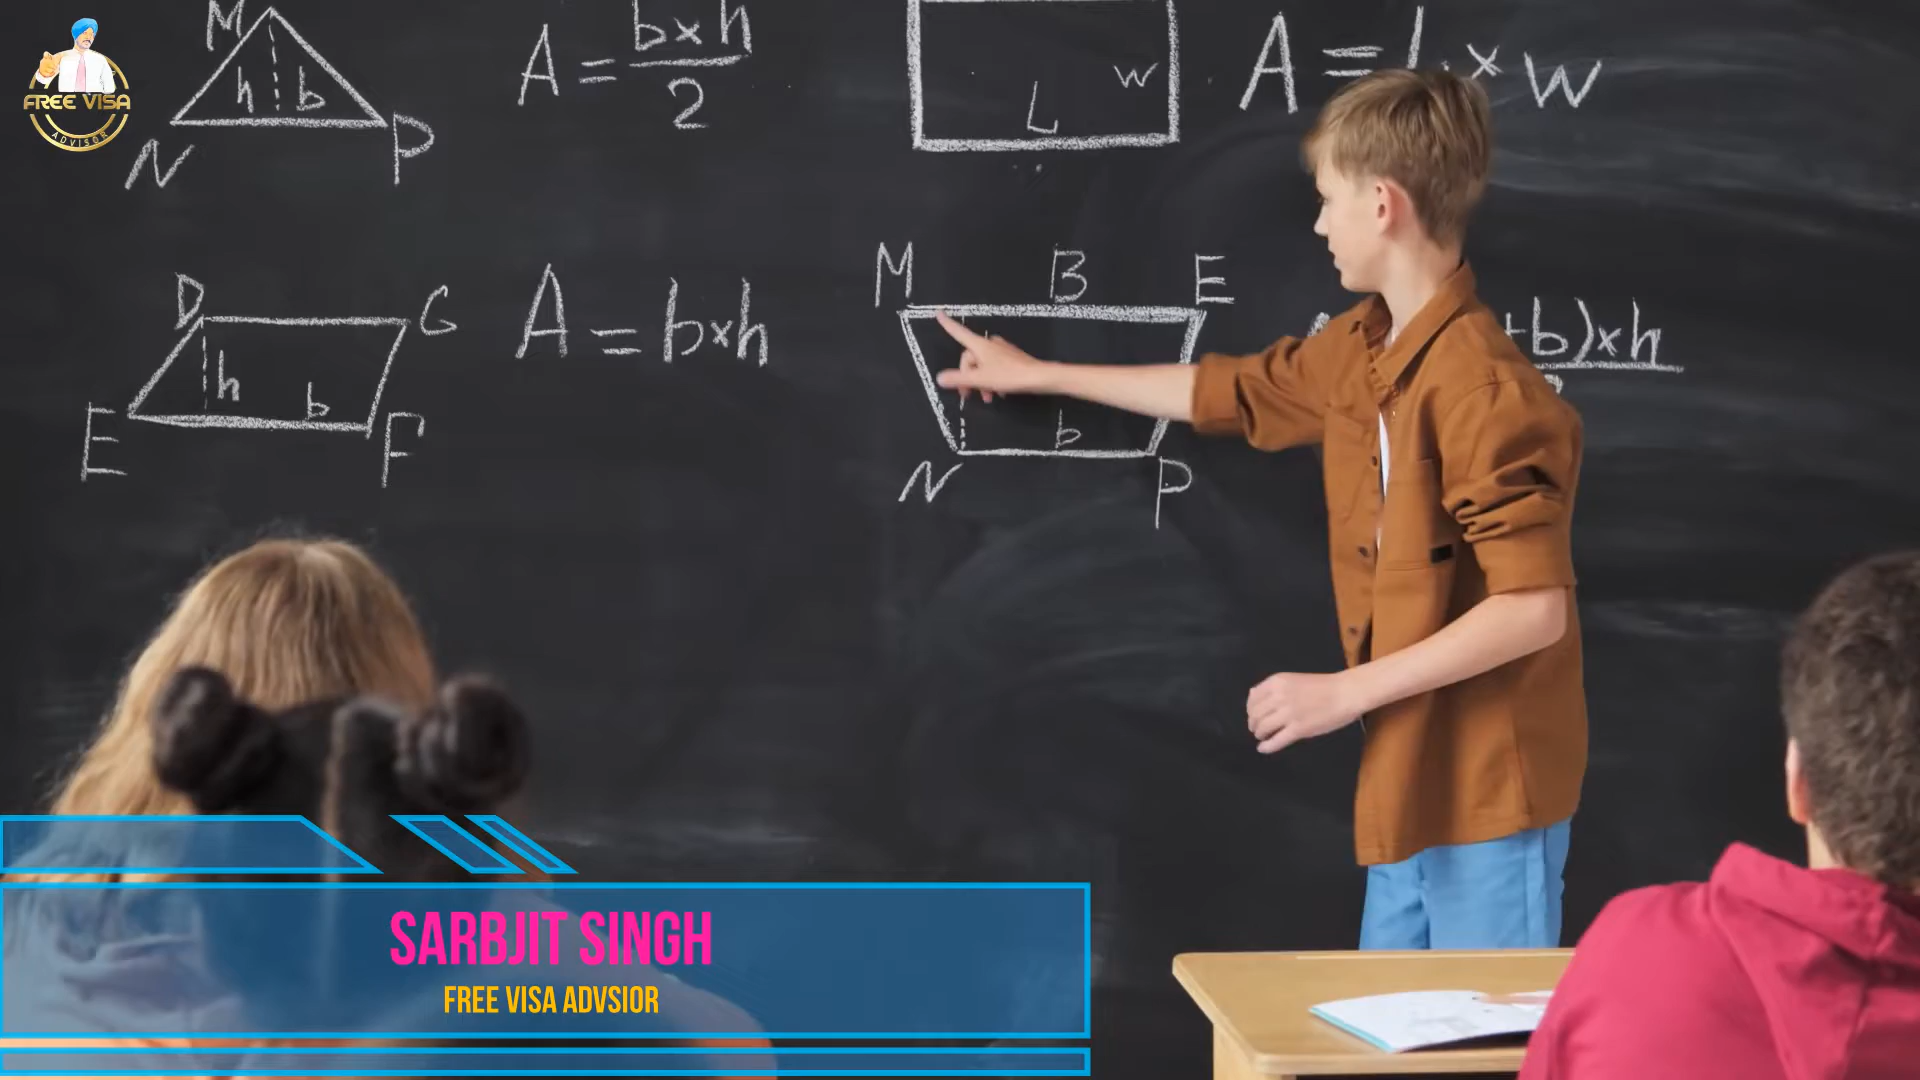 FREE VISA
ADVISOR
M
h b
N P
A = b×h
2
L w
A = L × w
D G
h b
E F
A = b×h
M B E
b
N P
+b)×h
SARBJIT SINGH
FREE VISA ADVSIOR